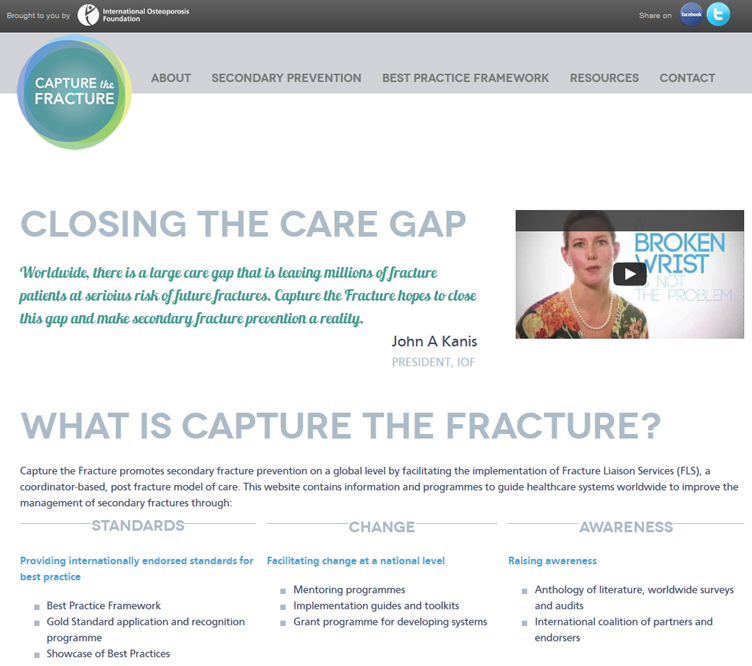 Brought to you by
International Osteoporosis
Foundation
Share on
facebook
CAPTURE the
FRACTURE
ABOUT SECONDARY PREVENTION BEST PRACTICE FRAMEWORK RESOURCES CONTACT
CLOSING THE CARE GAP
Worldwide, there is a large care gap that is leaving millions of fracture
patients at serioius risk of future fractures. Capture the Fracture hopes to close
this gap and make secondary fracture prevention a reality.
John A Kanis
PRESIDENT, IOF
BROKEN
WRIST
IS NOT
THE PROBLEM
WHAT IS CAPTURE THE FRACTURE?
Capture the Fracture promotes secondary fracture prevention on a global level by facilitating the implementation of Fracture Liaison Services (FLS), a
coordinator-based, post fracture model of care. This website contains information and programmes to guide healthcare systems worldwide to improve the
management of secondary fractures through:
STANDARDS
Providing internationally endorsed standards for
best practice
Best Practice Framework
Gold Standard application and recognition
programme
Showcase of Best Practices
CHANGE
Facilitating change at a national level
Mentoring programmes
Implementation guides and toolkits
Grant programme for developing systems
AWARENESS
Raising awareness
Anthology of literature, worldwide surveys
and audits
International coalition of partners and
endorsers